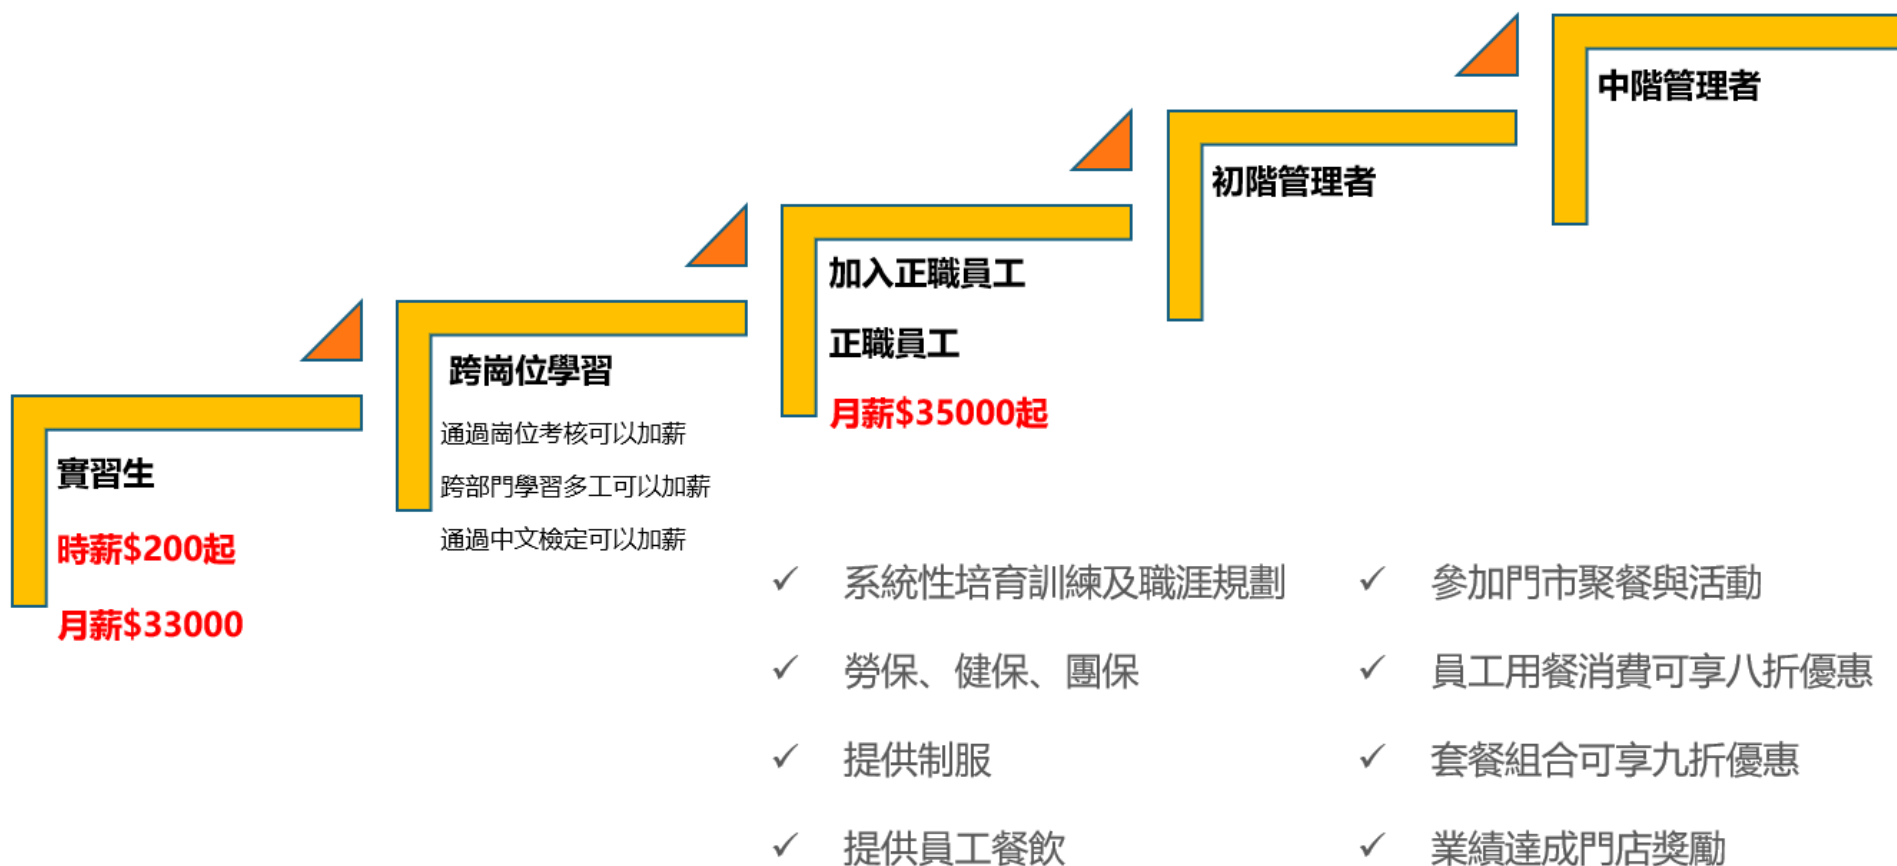 實習生
時薪$200起
月薪$33000
跨崗位學習
通過崗位考核可以加薪
跨部門學習多工可以加薪
通過中文檢定可以加薪
加入正職員工
正職員工
月薪$35000起
初階管理者
中階管理者
✓ 系統性培育訓練及職涯規劃
✓ 勞保、健保、團保
✓ 提供制服
✓ 提供員工餐飲
✓ 參加門市聚餐與活動
✓ 員工用餐消費可享八折優惠
✓ 套餐組合可享九折優惠
✓ 業績達成門店獎勵